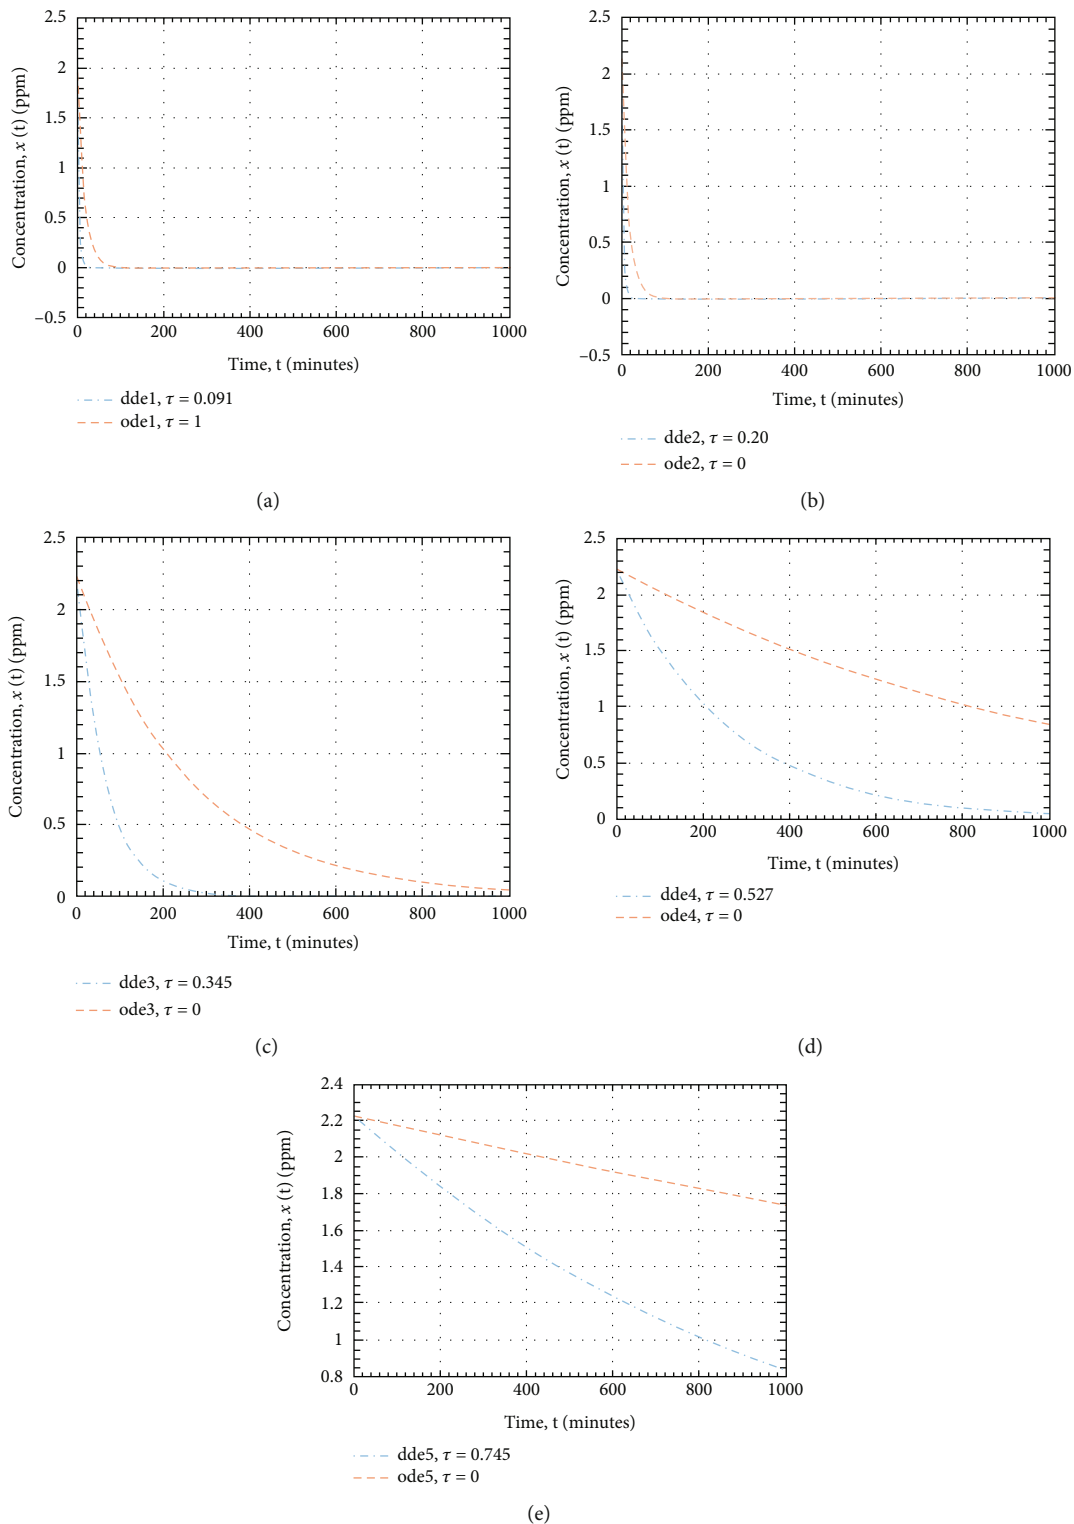 2.5
2
1.5
1
0.5
0
−0.5
Concentration, x (t) (ppm)
0 200 400 600 800 1000
Time, t (minutes)
dde1, τ = 0.091
ode1, τ = 1
(a)
2.5
2
1.5
1
0.5
0
−0.5
Concentration, x (t) (ppm)
0 200 400 600 800 1000
Time, t (minutes)
dde2, τ = 0.20
ode2, τ = 0
(b)
2.5
2
1.5
1
0.5
0
Concentration, x (t) (ppm)
0 200 400 600 800 1000
Time, t (minutes)
dde3, τ = 0.345
ode3, τ = 0
(c)
2.5
2
1.5
1
0.5
0
Concentration, x (t) (ppm)
0 200 400 600 800 1000
Time, t (minutes)
dde4, τ = 0.527
ode4, τ = 0
(d)
2.4
2.2
2
1.8
1.6
1.4
1.2
1
0.8
Concentration, x (t) (ppm)
0 200 400 600 800 1000
Time, t (minutes)
dde5, τ = 0.745
ode5, τ = 0
(e)